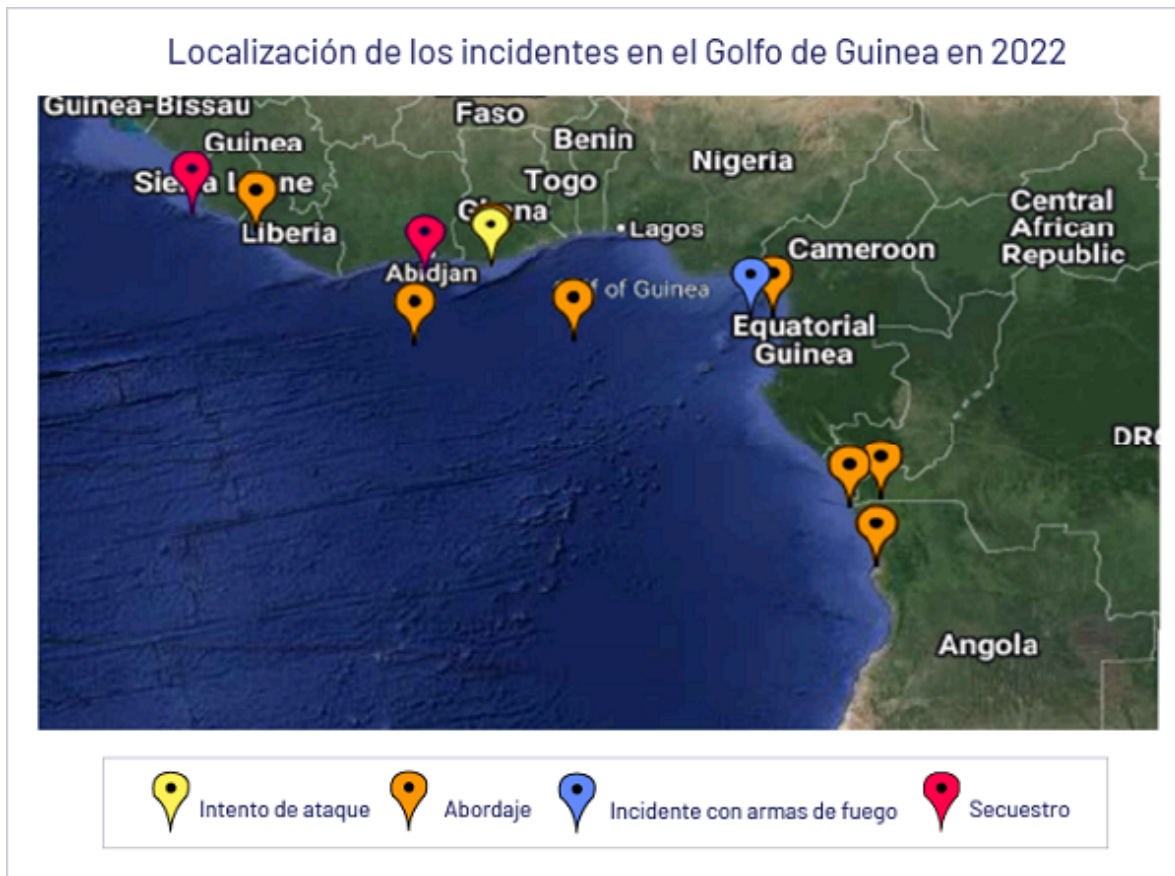 Localización de los incidentes en el Golfo de Guinea en 2022
Guinea-Bissau
Faso
Guinea
Benin
Nigeria
Togo
Central
African
Republic
Liberia
Lagos
Cameroon
Abidjan
of Guinea
Equatorial
Guinea
Angola
Intento de ataque
Abordaje
Incidente con armas de fuego
Secuestro